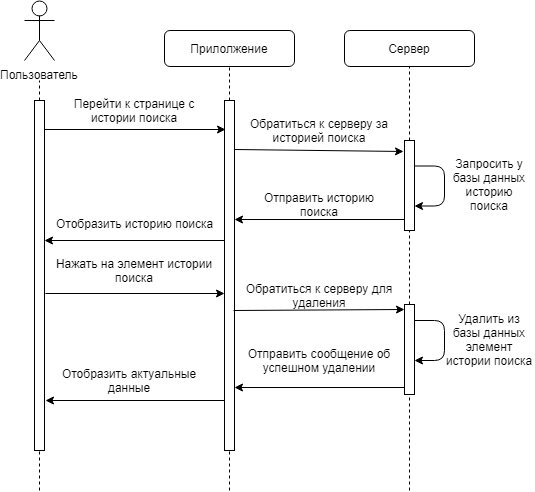 Прилолжение
Сервер
Пользователь
Перейти к странице с
истории поиска
Обратиться к серверу за
историей поиска
Запросить у
базы данных
историю
поиска
Отправить историю
поиска
Отобразить историю поиска
Нажать на элемент истории
поиска
Обратиться к серверу для
удаления
Удалить из
базы данных
элемент
истории поиска
Отправить сообщение об
успешном удалении
Отобразить актуальные
данные